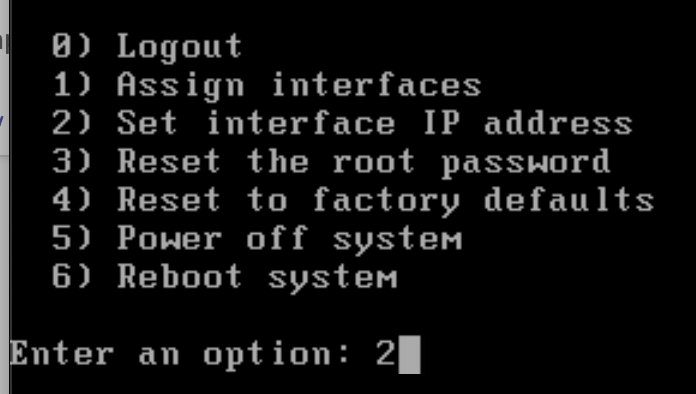 0) Logout
1) Assign interfaces
2) Set interface IP address
3) Reset the root password
4) Reset to factory defaults
5) Power off system
6) Reboot system
Enter an option: 2